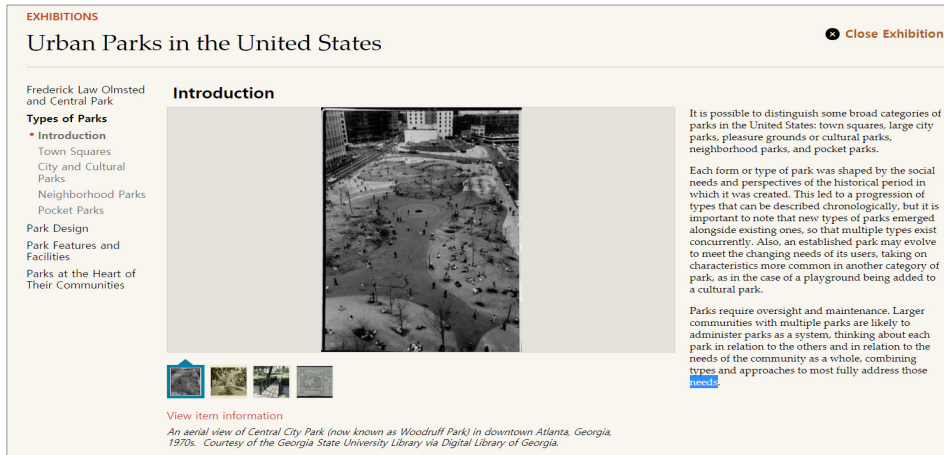 EXHIBITIONS
Urban Parks in the United States
Close Exhibition
Frederick Law Olmsted
and Central Park
Types of Parks
Introduction
Town Squares
City and Cultural
Parks
Neighborhood Parks
Pocket Parks
Park Design
Park Features and
Facilities
Parks at the Heart of
Their Communities
Introduction
View item information
An aerial view of Central City Park (now known as Woodruff Park) in downtown Atlanta, Georgia,
1970s. Courtesy of the Georgia State University Library via Digital Library of Georgia.
It is possible to distinguish some broad categories of
parks in the United States: town squares, large city
parks, pleasure grounds or cultural parks,
neighborhood parks, and pocket parks.
Each form or type of park was shaped by the social
needs and perspectives of the historical period in
which it was created. This led to a progression of
types that can be described chronologically, but it is
important to note that new types of parks emerged
alongside existing ones, so that multiple types exist
concurrently. Also, an established park may evolve
to meet the changing needs of its users, taking on
characteristics more common in another category of
park, as in the case of a playground being added to
a cultural park.
Parks require oversight and maintenance. Larger
communities with multiple parks are likely to
administer parks as a system, thinking about each
park in relation to the others and in relation to the
needs of the community as a whole, combining
types and approaches to most fully address those
needs.